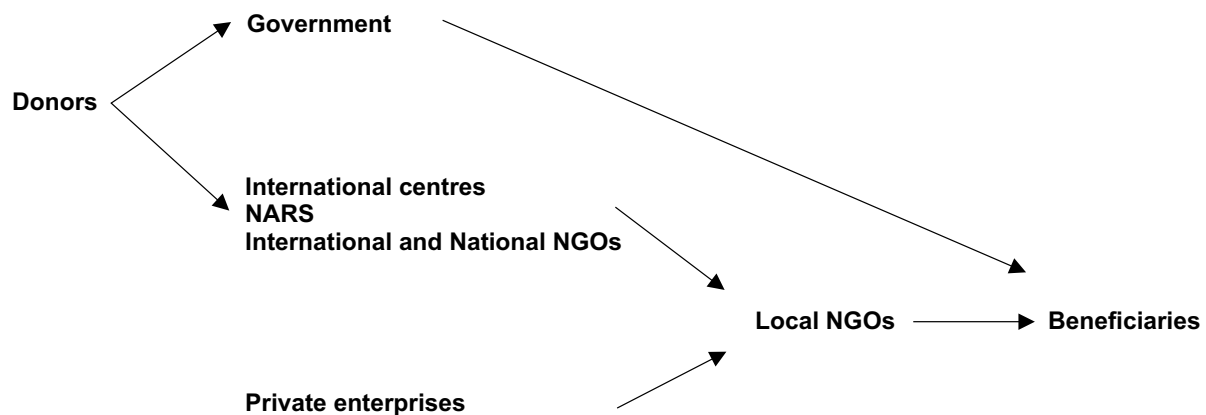 Government
Donors
International centres
NARS
International and National NGOs
Local NGOs
Beneficiaries
Private enterprises